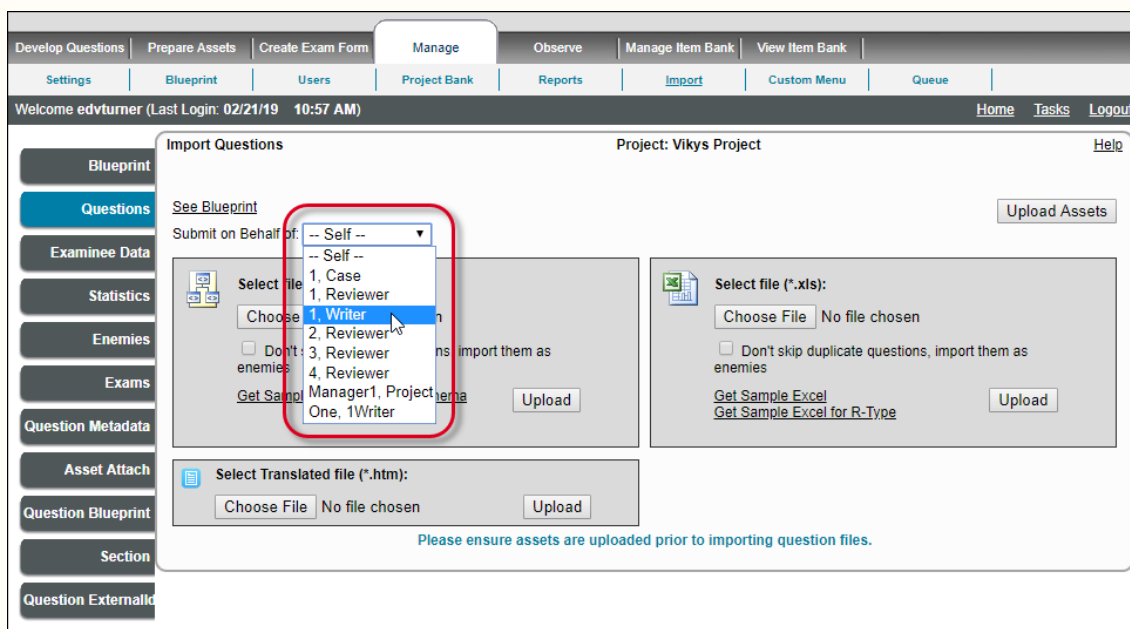 Develop Questions Prepare Assets Create Exam Form Manage Observe Manage Item Bank View Item Bank
Settings Blueprint Users Project Bank Reports Import Custom Menu Queue
Welcome edvturner (Last Login: 02/21/19 10:57 AM) Home Tasks Logout
Import Questions Project: Vikys Project Help
Blueprint
Questions
Examinee Data
Statistics
Enemies
Exams
Question Metadata
Asset Attach
Question Blueprint
Section
Question ExternalId
See Blueprint
Upload Assets
Submit on Behalf of: -- Self --
-- Self --
1, Case
1, Reviewer
1, Writer
2, Reviewer
3, Reviewer
4, Reviewer
Manager1, Project
One, 1Writer
Select file
Choose
Don't ns, import
enemies
Get Sampl hema Upload
Select file (*.xls):
Choose File No file chosen
Don't skip duplicate questions, import them as
enemies
Get Sample Excel
Get Sample Excel for R-Type
Upload
Select Translated file (*.htm):
Choose File No file chosen Upload
Please ensure assets are uploaded prior to importing question files.